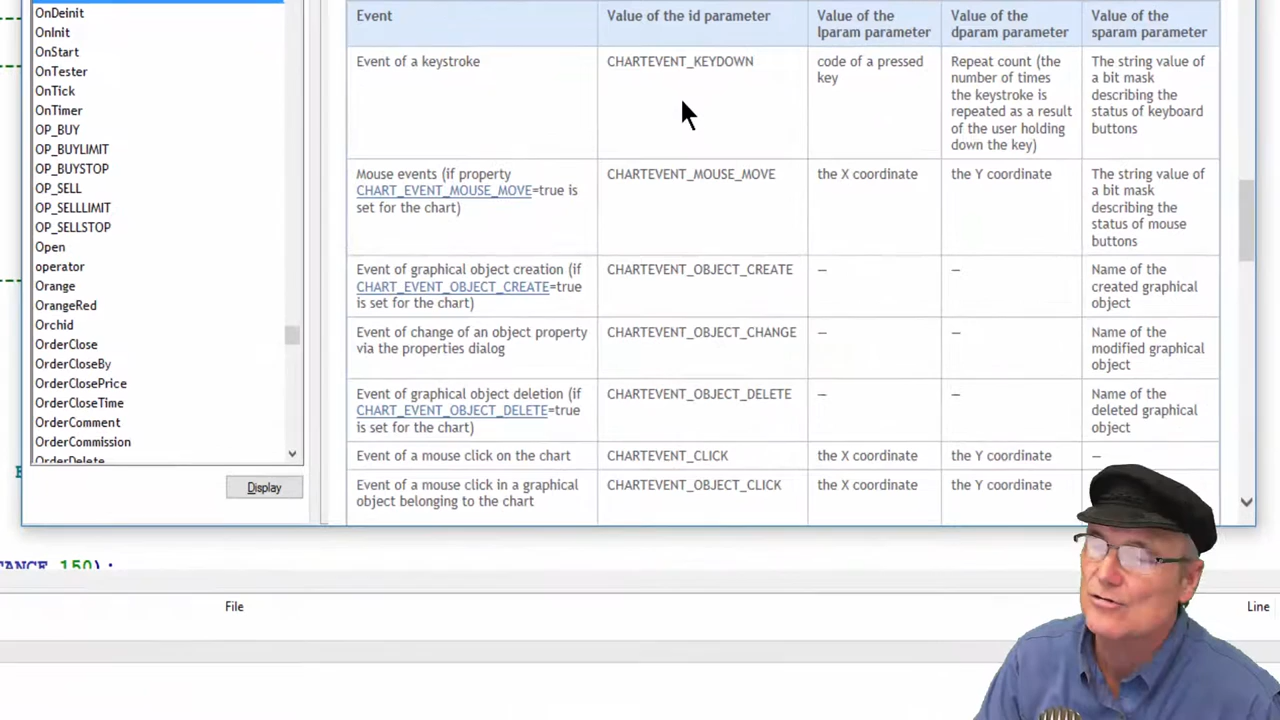 OnDeinit
OnInit
OnStart
OnTester
OnTick
OnTimer
OP_BUY
OP_BUYLIMIT
OP_BUYSTOP
OP_SELL
OP_SELLLIMIT
OP_SELLSTOP
Open
operator
Orange
OrangeRed
Orchid
OrderClose
OrderCloseBy
OrderClosePrice
OrderCloseTime
OrderComment
OrderCommission
OrderDelete
Display
Event
Value of the id parameter
Value of the
lparam parameter
Value of the
dparam parameter
Value of the
sparam parameter
Event of a keystroke
CHARTEVENT_KEYDOWN
code of a pressed
key
Repeat count (the
number of times
the keystroke is
repeated as a result
of the user holding
down the key)
The string value of
a bit mask
describing the
status of keyboard
buttons
Mouse events (if property
CHART_EVENT_MOUSE_MOVE=true is
set for the chart)
CHARTEVENT_MOUSE_MOVE
the X coordinate
the Y coordinate
The string value of
a bit mask
describing the
status of mouse
buttons
Event of graphical object creation (if
CHART_EVENT_OBJECT_CREATE=true
is set for the chart)
CHARTEVENT_OBJECT_CREATE
—
—
Name of the
created graphical
object
Event of change of an object property
via the properties dialog
CHARTEVENT_OBJECT_CHANGE
—
—
Name of the
modified graphical
object
Event of graphical object deletion (if
CHART_EVENT_OBJECT_DELETE=true
is set for the chart)
CHARTEVENT_OBJECT_DELETE
—
—
Name of the
deleted graphical
object
Event of a mouse click on the chart
CHARTEVENT_CLICK
the X coordinate
the Y coordinate
—
Event of a mouse click in a graphical
object belonging to the chart
CHARTEVENT_OBJECT_CLICK
the X coordinate
the Y coordinate
TANCE 150);
File
Line